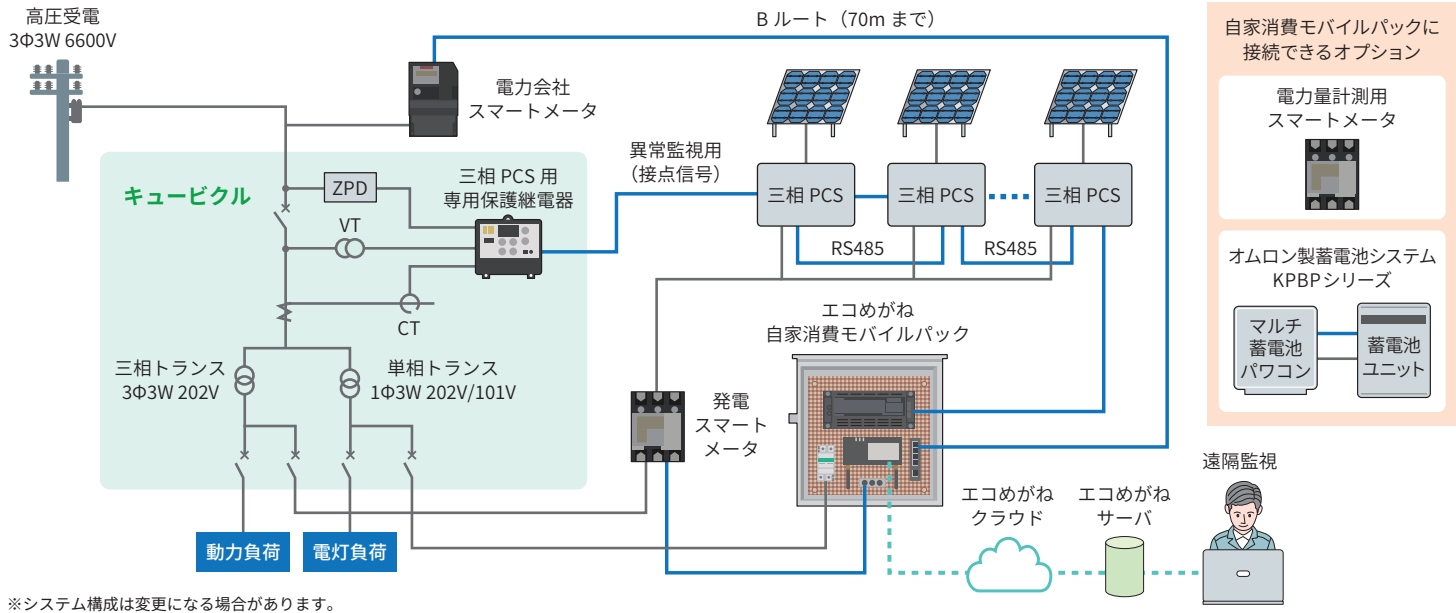 高圧受電
3Φ3W 6600V
B ルート（70m まで）
電力会社
スマートメータ
キュービクル
ZPD
VT
CT
三相 PCS 用
専用保護継電器
異常監視用
（接点信号）
三相 PCS
三相 PCS
三相 PCS
RS485
RS485
三相トランス
3Φ3W 202V
単相トランス
1Φ3W 202V/101V
発電
スマート
メータ
エコめがね
自家消費モバイルパック
動力負荷
電灯負荷
エコめがね
クラウド
エコめがね
サーバ
遠隔監視
自家消費モバイルパックに
接続できるオプション
電力量計測用
スマートメータ
オムロン製蓄電池システム
KPBPシリーズ
マルチ
蓄電池
パワコン
蓄電池
ユニット
※システム構成は変更になる場合があります。